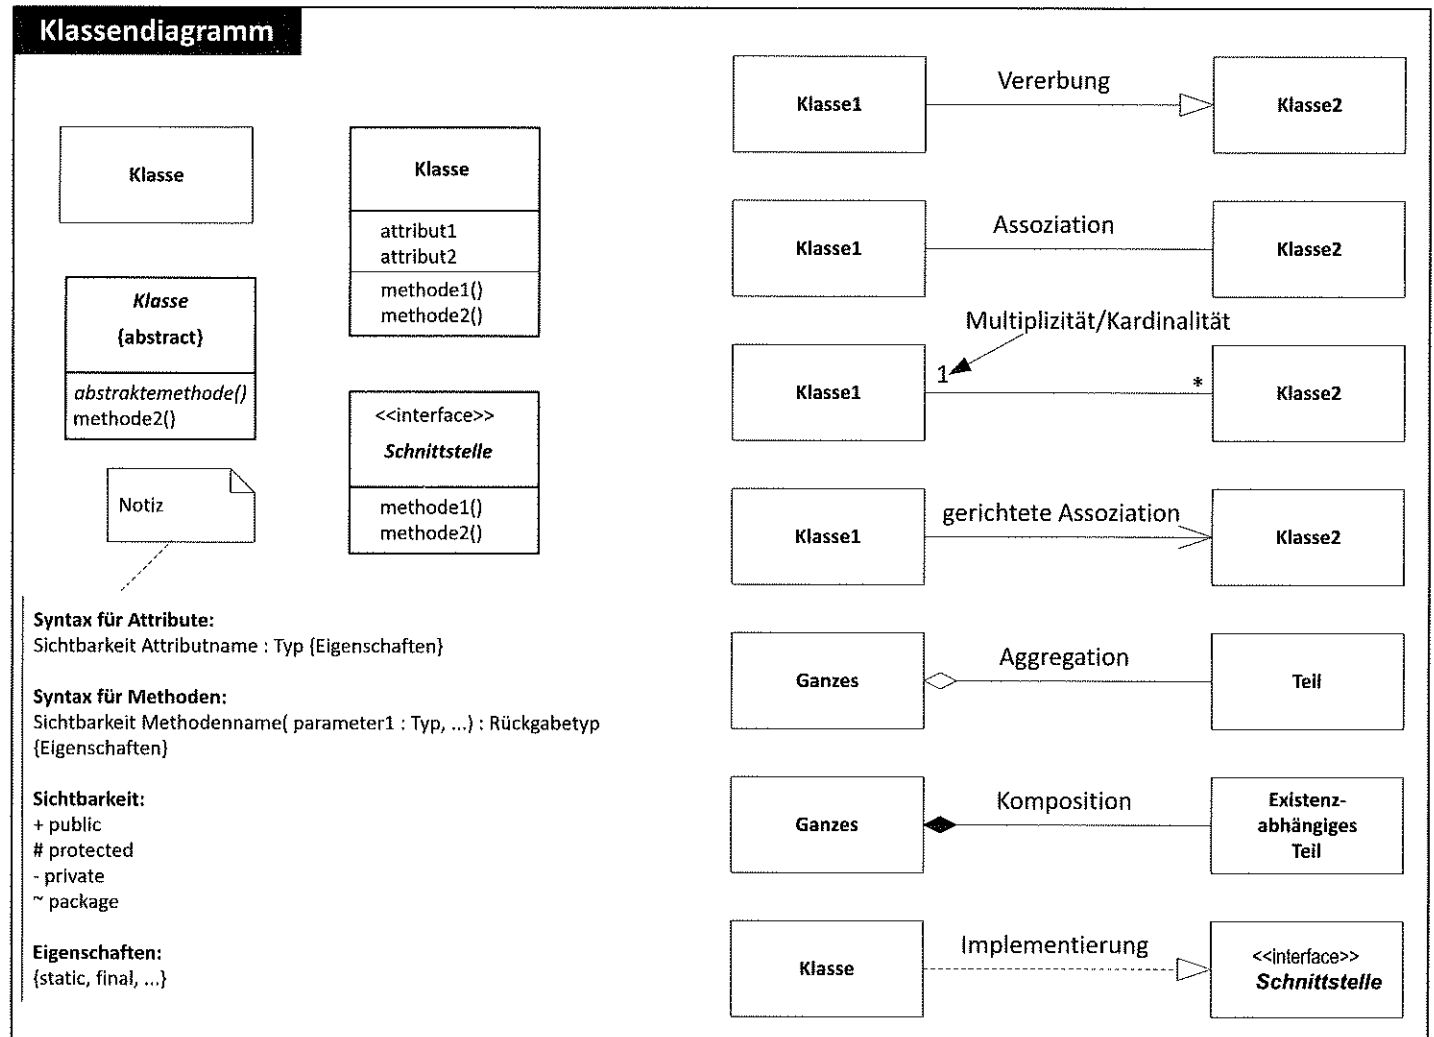 Klassendiagramm
Klasse
Klasse
attribut1
attribut2
methode1()
methode2()
Klasse
{abstract}
abstraktemethode()
methode2()
<<interface>>
Schnittstelle
methode1()
methode2()
Notiz
Syntax für Attribute:
Sichtbarkeit Attributname : Typ {Eigenschaften}
Syntax für Methoden:
Sichtbarkeit Methodenname( parameter1 : Typ, ...) : Rückgabetyp
{Eigenschaften}
Sichtbarkeit:
+ public
# protected
- private
~ package
Eigenschaften:
{static, final, ...}
Klasse1 Vererbung Klasse2
Klasse1 Assoziation Klasse2
Multiplizität/Kardinalität
Klasse1 1 * Klasse2
Klasse1 gerichtete Assoziation Klasse2
Ganzes Aggregation Teil
Ganzes Komposition Existenz-
abhängiges
Teil
Klasse Implementierung <<interface>>
Schnittstelle